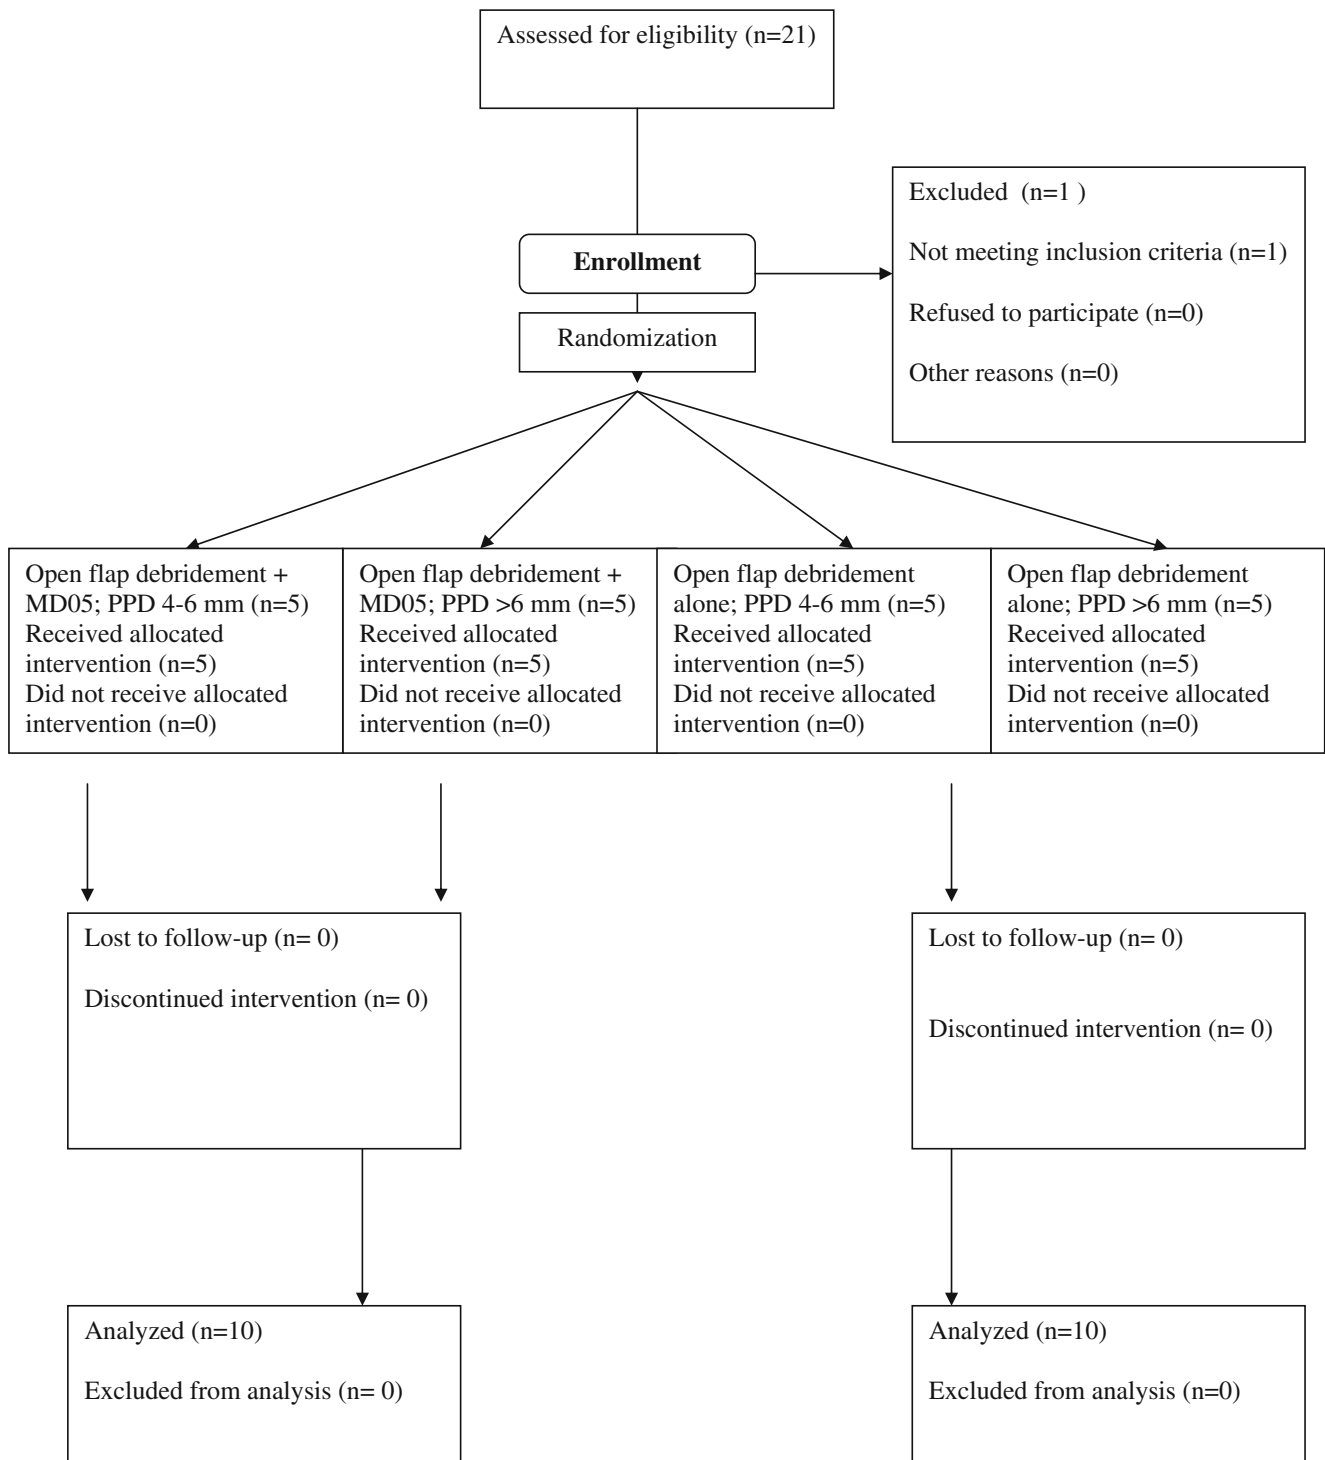 Assessed for eligibility (n=21)
Excluded  (n=1 )
Not meeting inclusion criteria (n=1)
Refused to participate (n=0)
Other reasons (n=0)
Enrollment
Randomization
Open flap debridement +
MD05; PPD 4-6 mm (n=5)
Received allocated
intervention (n=5)
Did not receive allocated
intervention (n=0)
Open flap debridement +
MD05; PPD >6 mm (n=5)
Received allocated
intervention (n=5)
Did not receive allocated
intervention (n=0)
Open flap debridement
alone; PPD 4-6 mm (n=5)
Received allocated
intervention (n=5)
Did not receive allocated
intervention (n=0)
Open flap debridement
alone; PPD >6 mm (n=5)
Received allocated
intervention (n=5)
Did not receive allocated
intervention (n=0)
Lost to follow-up (n= 0)
Discontinued intervention (n= 0)
Lost to follow-up (n= 0)
Discontinued intervention (n= 0)
Analyzed (n=10)
Excluded from analysis (n= 0)
Analyzed (n=10)
Excluded from analysis (n=0)